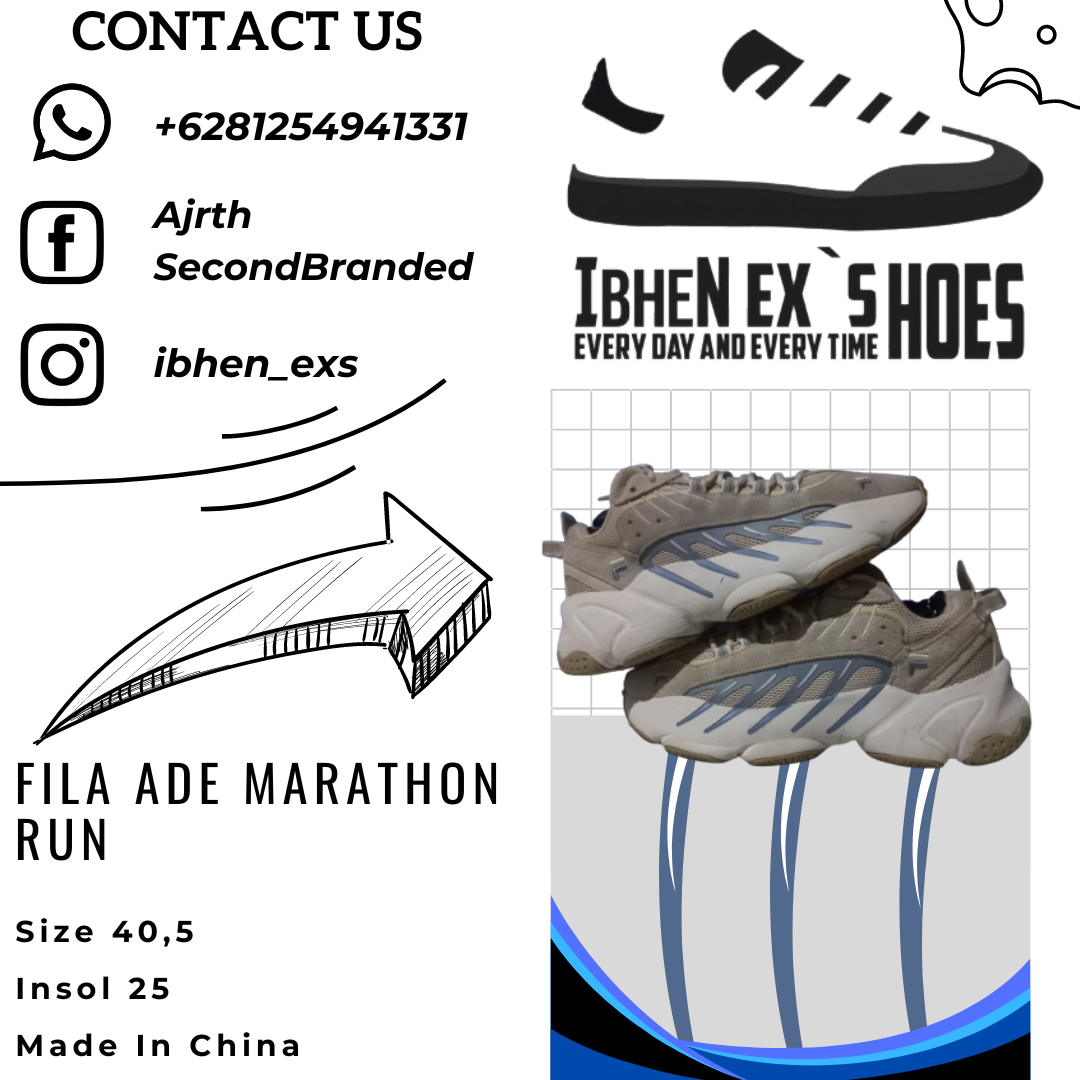 CONTACT US
+6281254941331
Ajrth
SecondBranded
ibhen_exs
IBHEN EX`SHOES
EVERY DAY AND EVERY TIME
FILA ADE MARATHON
RUN
Size 40,5
Insol 25
Made In China